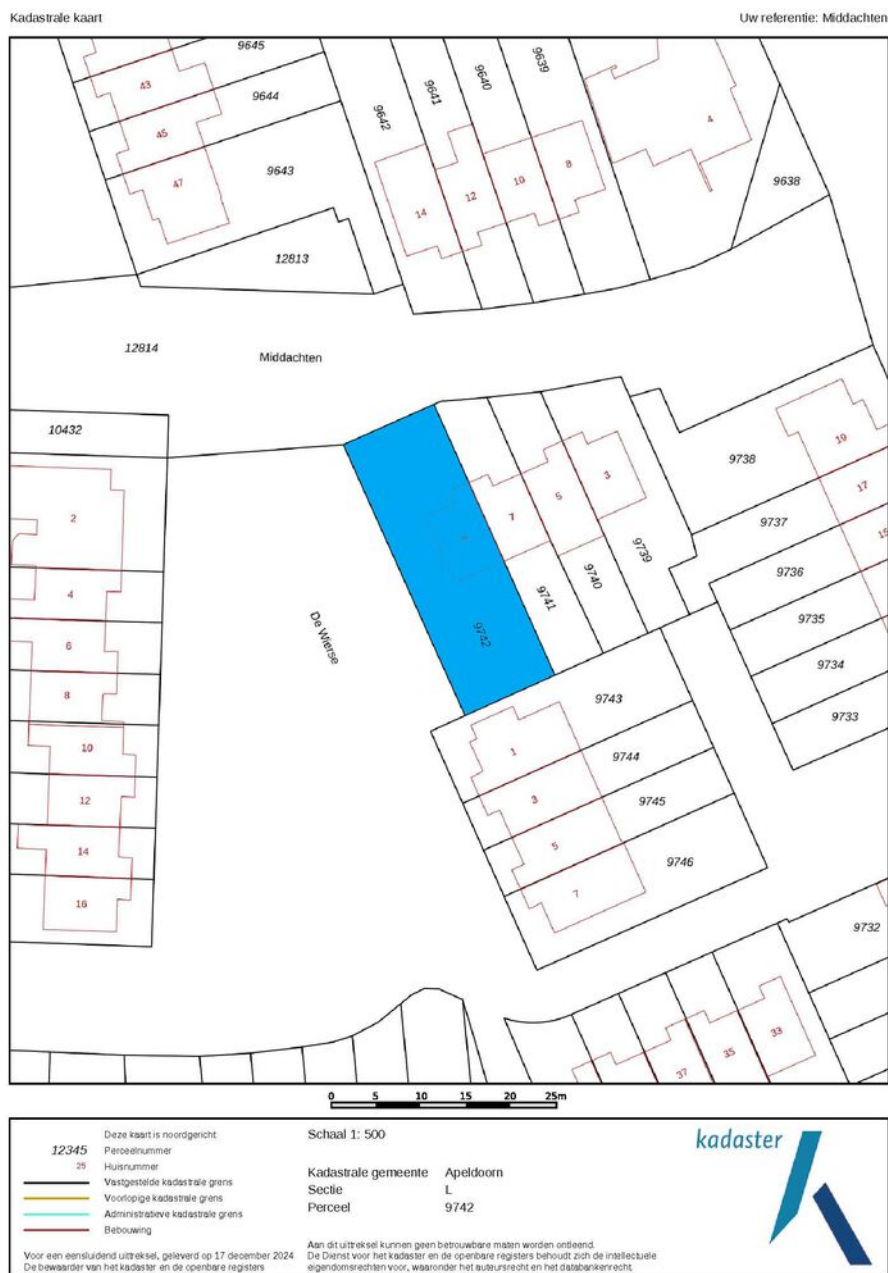 Kadastrale kaart
Uw referentie: Middachten
9645
43
9644
45
9643
47
12813
9642
9641
9640
9639
14
12
10
8
4
9638
12814
Middachten
10432
2
4
6
8
10
12
14
16
De Wierse
7
5
3
9742
9741
9740
9739
9738
19
17
15
9737
9736
9735
9734
9733
9743
1
9744
3
9745
5
9746
7
9732
37
35
33
0 5 10 15 20 25m
Deze kaart is noordgericht
12345 Perceelnummer
25 Huisnummer
Vastgestelde kadastrale grens
Voorlopige kadastrale grens
Administratieve kadastrale grens
Bebouwing
Voor een eensluidend uittreksel, geleverd op 17 december 2024
De bewaarder van het kadaster en de openbare registers
Schaal 1: 500
Kadastrale gemeente Apeldoorn
Sectie L
Perceel 9742
Aan dit uittreksel kunnen geen betrouwbare maten worden ontleend.
De Dienst voor het kadaster en de openbare registers behoudt zich de intellectuele
eigendomsrechten voor, waaronder het auteursrecht en het databankenrecht.
kadaster